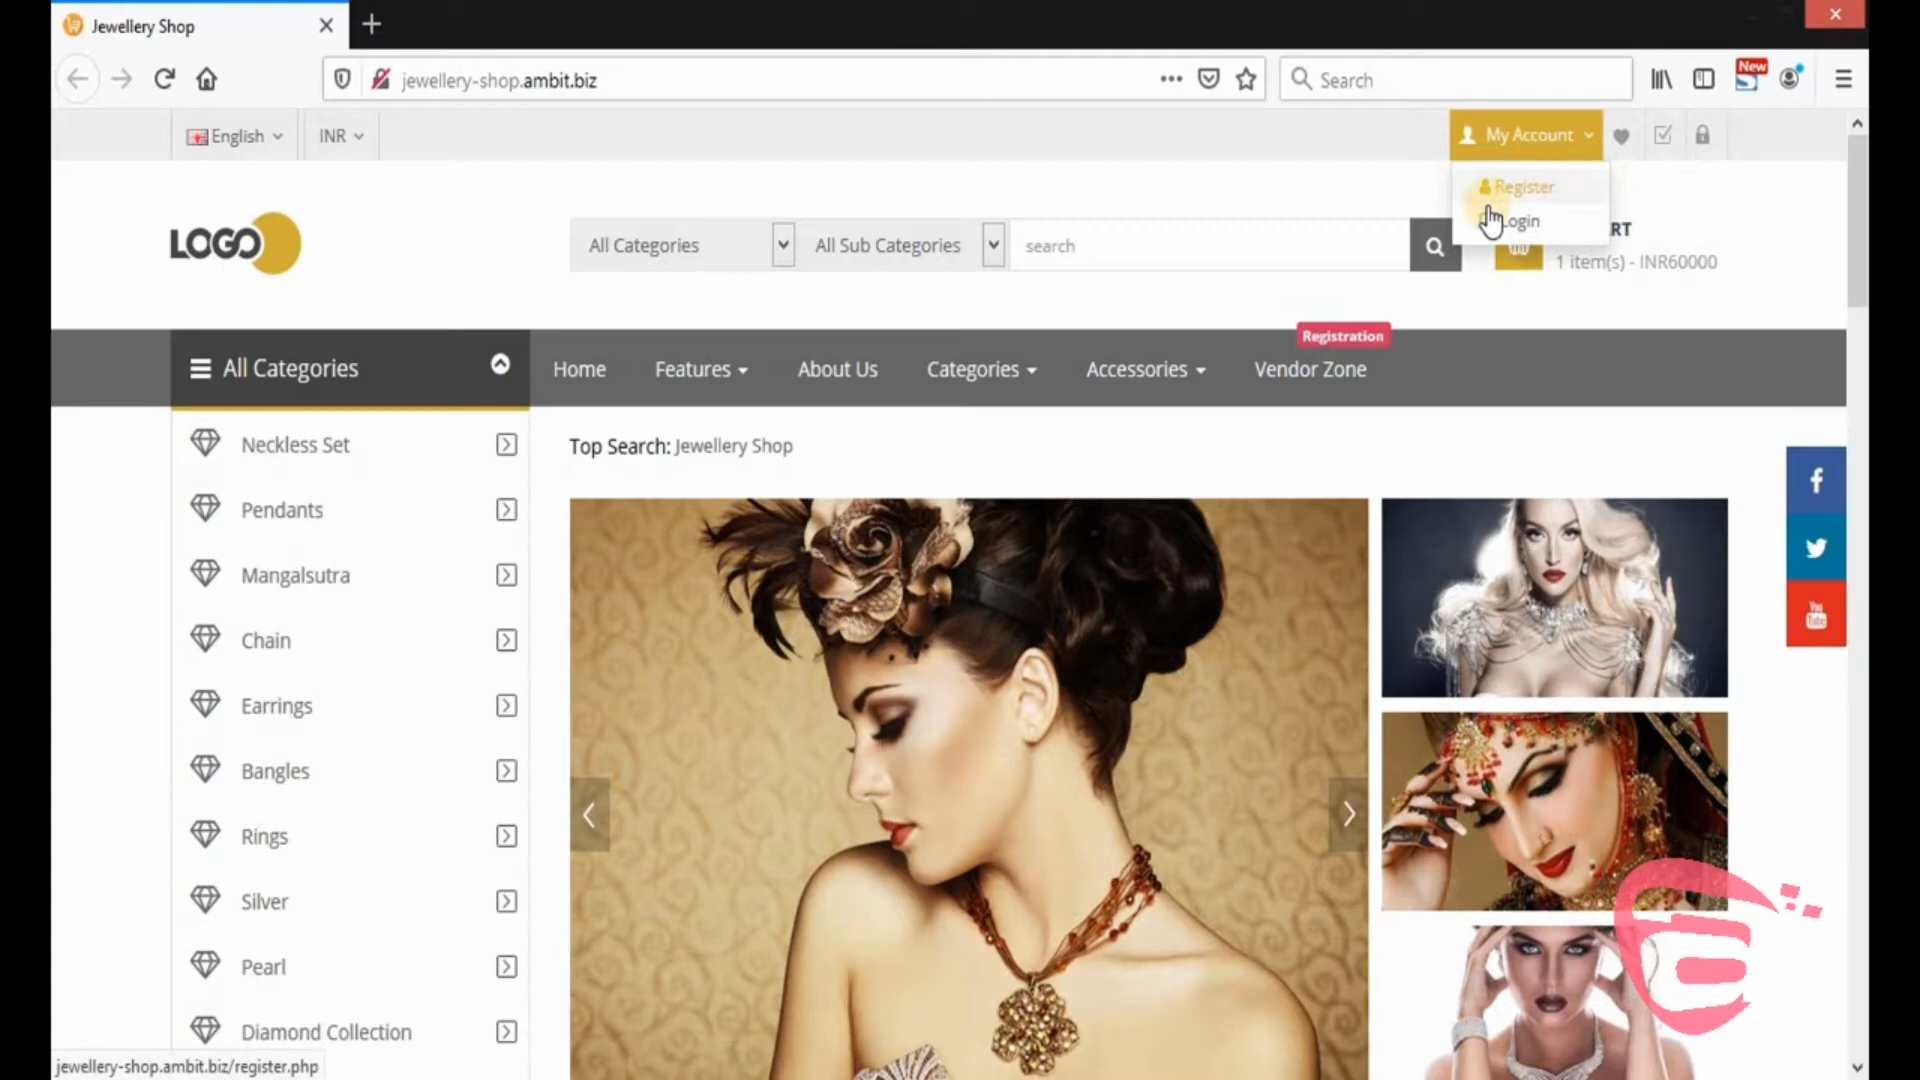 Jewellery Shop
jewellery-shop.ambit.biz
Search
New
English
INR
My Account
Register
Login
LOGO
All Categories
All Sub Categories
search
RT
1 item(s) - INR60000
Registration
All Categories
Home
Features
About Us
Categories
Accessories
Vendor Zone
Neckless Set
Pendants
Mangalsutra
Chain
Earrings
Bangles
Rings
Silver
Pearl
Diamond Collection
Top Search: Jewellery Shop
You Tube
jewellery-shop.ambit.biz/register.php